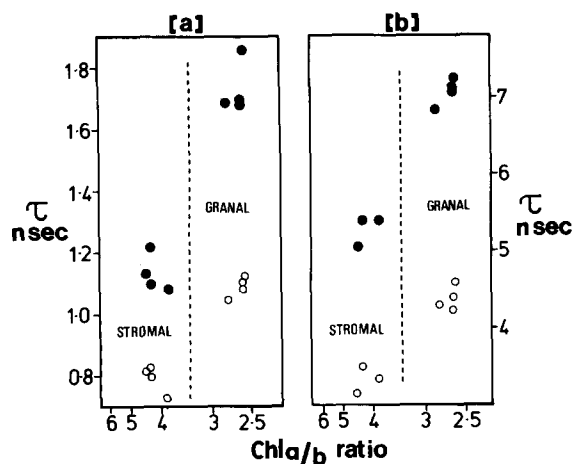 [a] [b]
1·8
1·6
1·4
1·2
1·0
0·8
τ
nsec
GRANAL
STROMAL
6 5 4 3 2·5
GRANAL
STROMAL
6 5 4 3 2·5
7
6
5
4
τ
nsec
Chla/b ratio